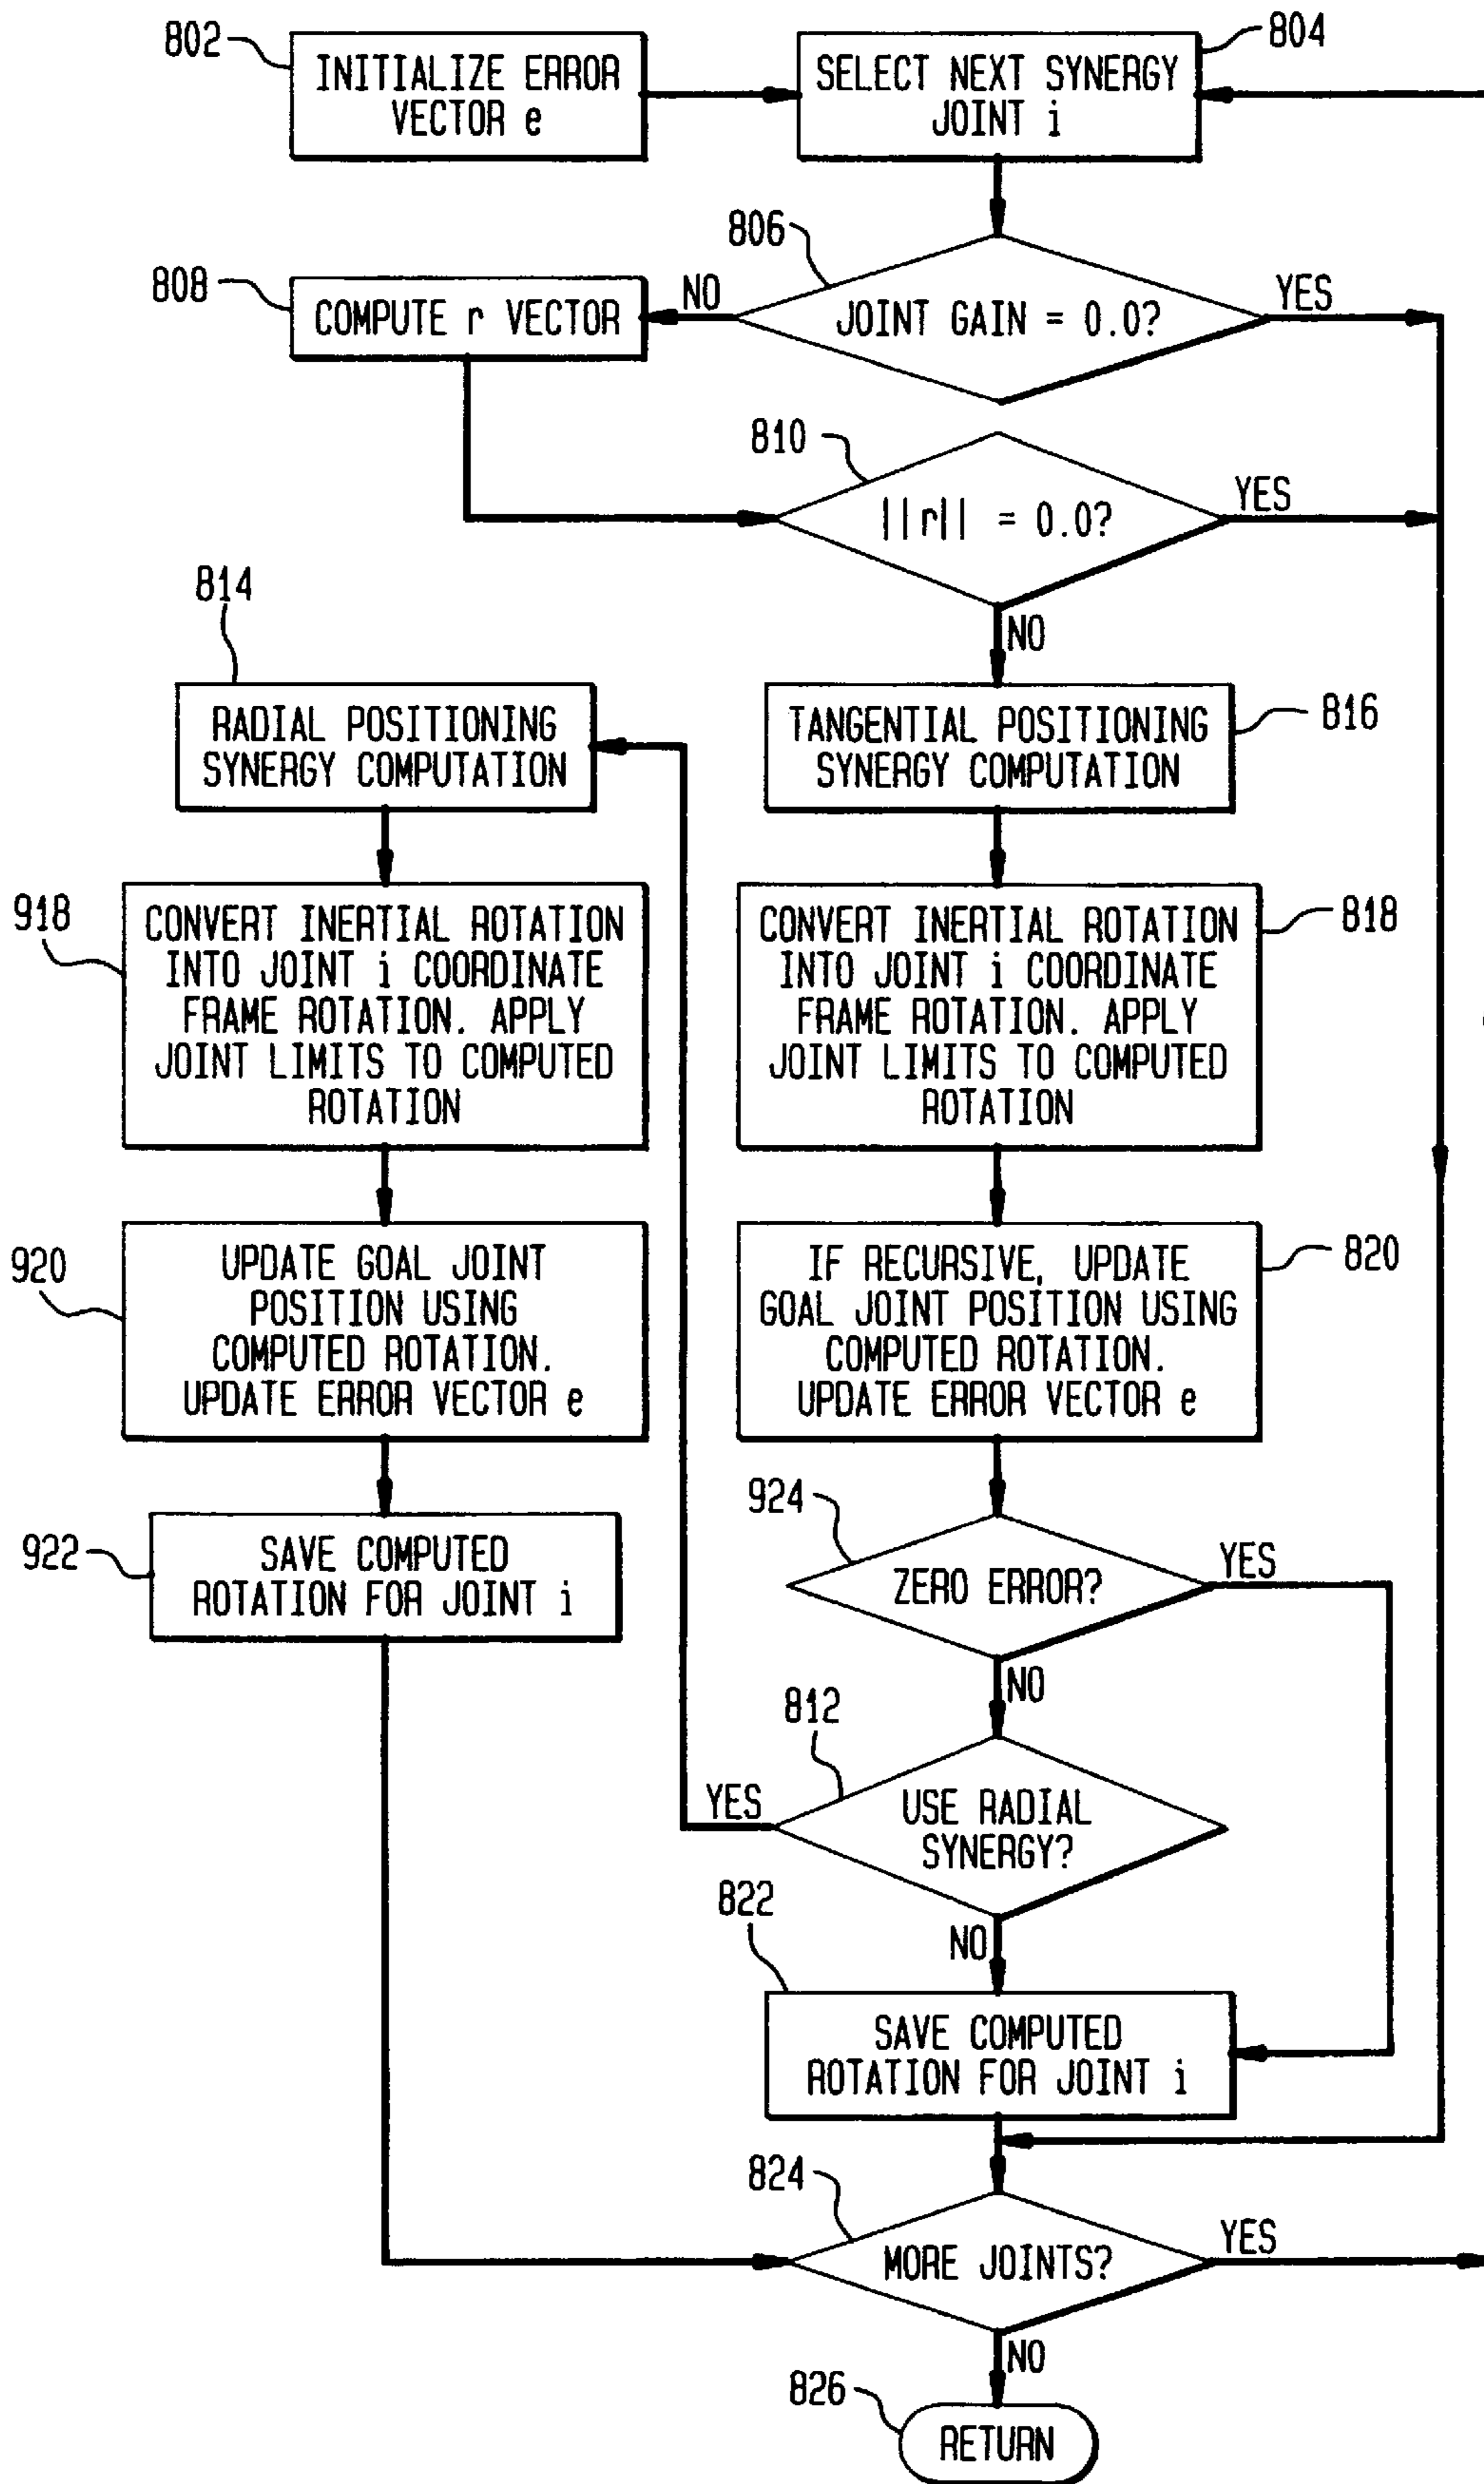 802
INITIALIZE ERROR
VECTOR e
804
SELECT NEXT SYNERGY
JOINT i
806
JOINT GAIN = 0.0?
NO
YES
808
COMPUTE r VECTOR
810
||r|| = 0.0?
YES
NO
814
RADIAL POSITIONING
SYNERGY COMPUTATION
816
TANGENTIAL POSITIONING
SYNERGY COMPUTATION
918
CONVERT INERTIAL ROTATION
INTO JOINT i COORDINATE
FRAME ROTATION. APPLY
JOINT LIMITS TO COMPUTED
ROTATION
818
CONVERT INERTIAL ROTATION
INTO JOINT i COORDINATE
FRAME ROTATION. APPLY
JOINT LIMITS TO COMPUTED
ROTATION
920
UPDATE GOAL JOINT
POSITION USING
COMPUTED ROTATION.
UPDATE ERROR VECTOR e
820
IF RECURSIVE, UPDATE
GOAL JOINT POSITION USING
COMPUTED ROTATION.
UPDATE ERROR VECTOR e
922
SAVE COMPUTED
ROTATION FOR JOINT i
924
ZERO ERROR?
YES
NO
812
USE RADIAL
SYNERGY?
YES
NO
822
SAVE COMPUTED
ROTATION FOR JOINT i
824
MORE JOINTS?
YES
NO
826
RETURN